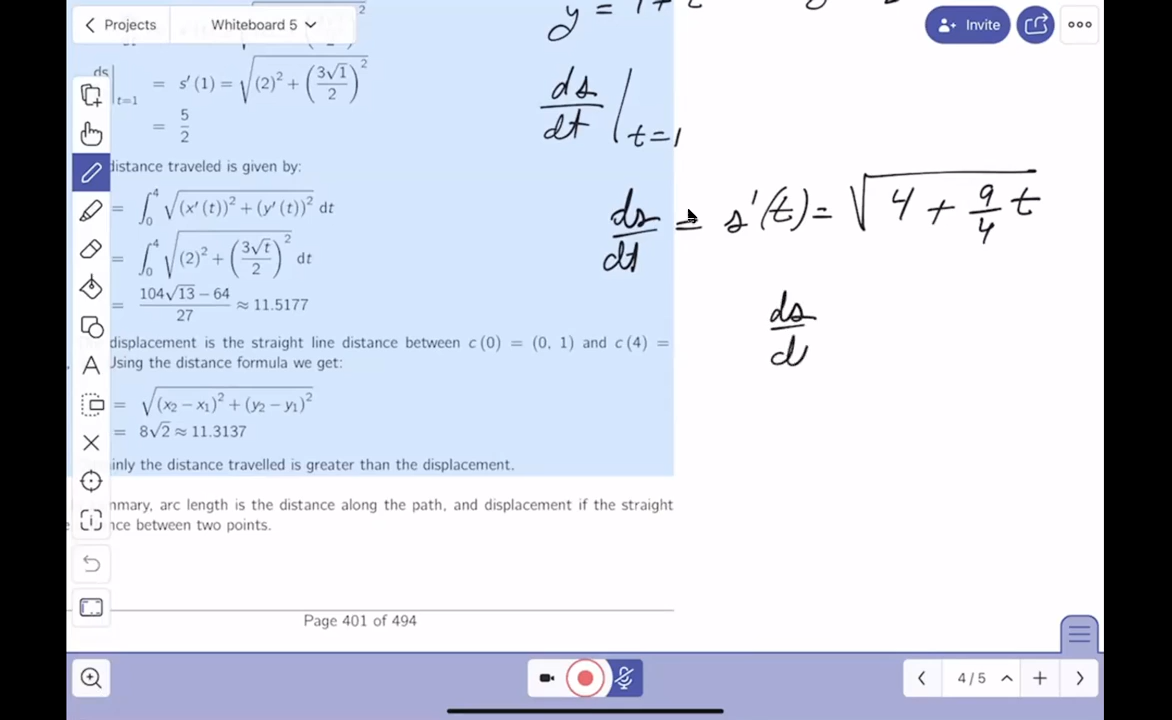 Projects
Whiteboard 5
Invite
ds/dt|t=1 = s′(1) = √((2)² + (3√1/2)²)
= 5/2
distance traveled is given by:
= ∫₀⁴ √((x′(t))² + (y′(t))²) dt
= ∫₀⁴ √((2)² + (3√t/2)²) dt
= (104√13 − 64)/27 ≈ 11.5177
displacement is the straight line distance between c(0) = (0, 1) and c(4) =
Using the distance formula we get:
= √((x₂ − x₁)² + (y₂ − y₁)²)
= 8√2 ≈ 11.3137
inly the distance travelled is greater than the displacement.
nmary, arc length is the distance along the path, and displacement if the straight
nce between two points.
Page 401 of 494
ds/dt |t=1
ds/dt = s'(t) = √(4 + 9/4 t)
ds/d
4/5